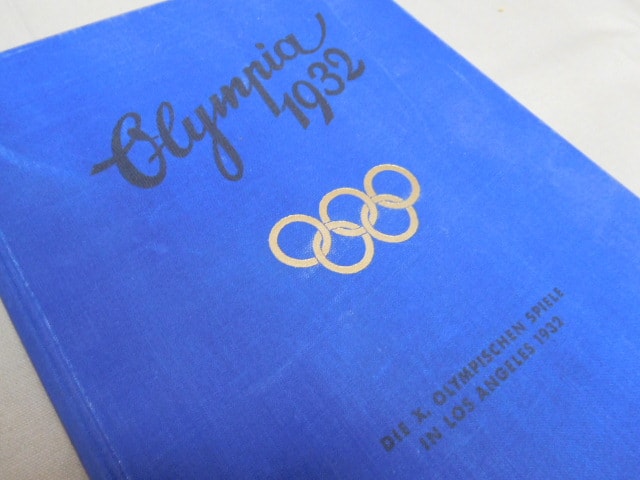 Olympia
1932
DIE X. OLYMPISCHEN SPIELE
IN LOS ANGELES 1932